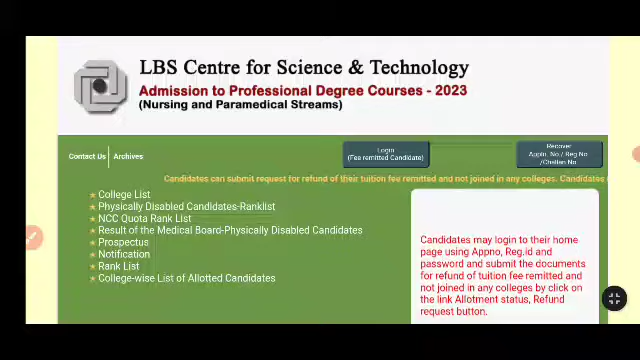 LBS Centre for Science & Technology
Admission to Professional Degree Courses - 2023
(Nursing and Paramedical Streams)
Contact Us Archives
Login
(Fee remitted Candidate)
Recover
Appln. No / Reg No
/Challan No
Candidates can submit request for refund of their tuition fee remitted and not joined in any colleges. Candidates
★ College List
★ Physically Disabled Candidates-Ranklist
★ NCC Quota Rank List
★ Result of the Medical Board-Physically Disabled Candidates
★ Prospectus
★ Notification
★ Rank List
★ College-wise List of Allotted Candidates
Candidates may login to their home
page using Appno, Reg.id and
password and submit the documents
for refund of tuition fee remitted and
not joined in any colleges by click on
the link Allotment status, Refund
request button.